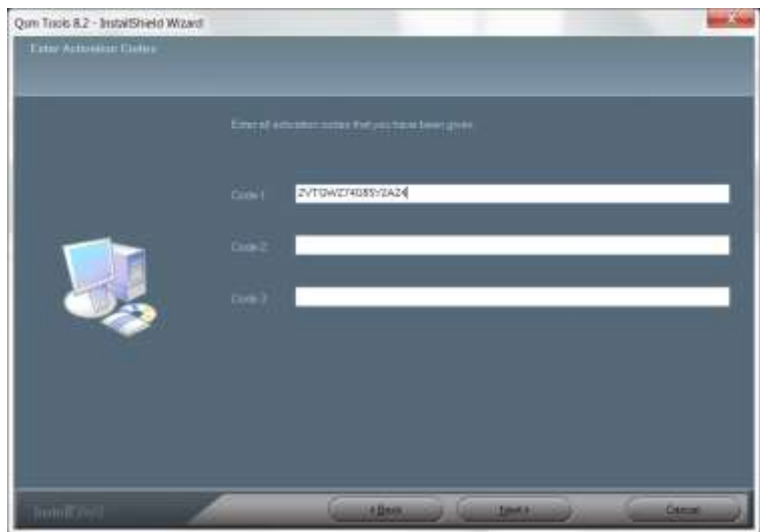 Qsm Tools 8.2 - InstallShield Wizard
Enter Activation Codes
Enter all activation codes that you have been given.
Code 1
Code 2
Code 3
InstallShield
< Back
Next >
Cancel